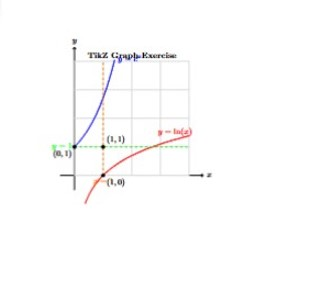 y
TikZ Graph Exercise
y = ln(x)
(1, 1)
(0, 1)
(1, 0)
x